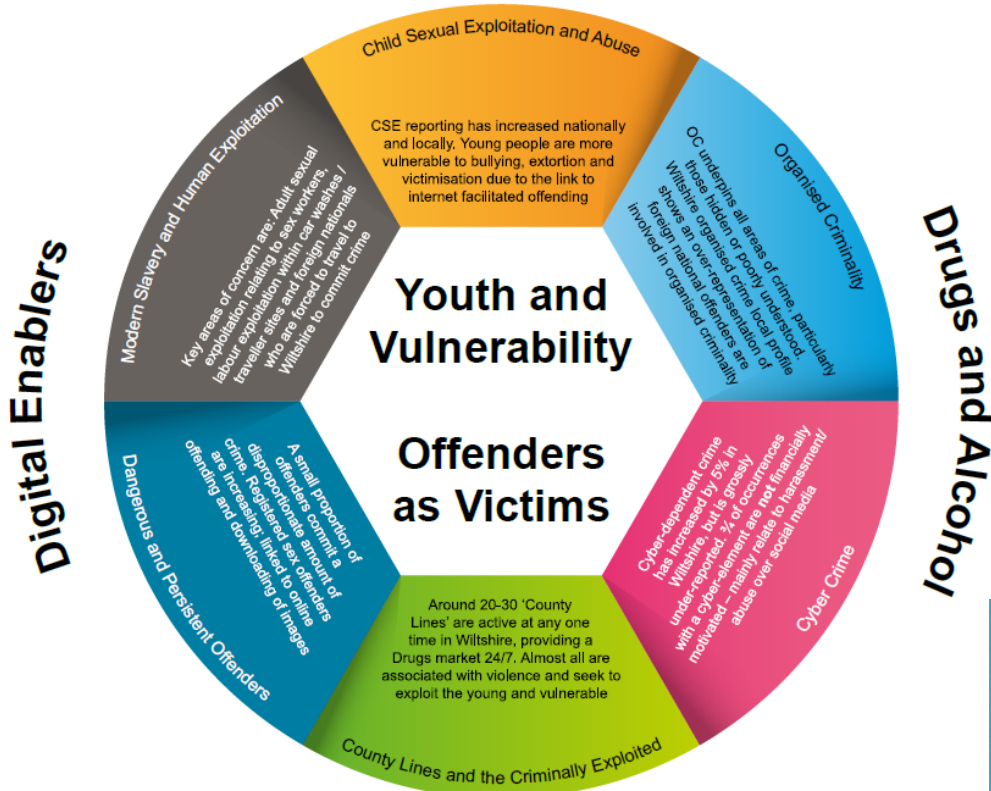 Child Sexual Exploitation and Abuse
CSE reporting has increased nationally
and locally. Young people are more
vulnerable to bullying, extortion and
victimisation due to the link to
internet facilitated offending
Organised Criminality
OC underpins all areas of crime, particularly
those hidden or poorly understood.
Wiltshire organised crime local profile
shows an over-representation of
foreign national offenders are
involved in organised criminality
Cyber Crime
Cyber-dependent crime
has increased by 5% in
Wiltshire, but is grossly
under-reported. ¾ of occurrences
with a cyber-element are not financially
motivated – mainly relate to harassment/
abuse over social media
County Lines and the Criminally Exploited
Around 20-30 'County
Lines' are active at any one
time in Wiltshire, providing a
Drugs market 24/7. Almost all are
associated with violence and seek to
exploit the young and vulnerable
Dangerous and Persistent Offenders
A small proportion of
offenders commit a
disproportionate amount of
crime. Registered sex offenders
are increasing; linked to online
offending and downloading of images
Modern Slavery and Human Exploitation
Key areas of concern are: Adult sexual
exploitation relating to sex workers,
labour exploitation within car washes /
traveller sites and foreign nationals
who are forced to travel to
Wiltshire to commit crime
Youth and
Vulnerability
Offenders
as Victims
Digital Enablers
Drugs and Alcohol